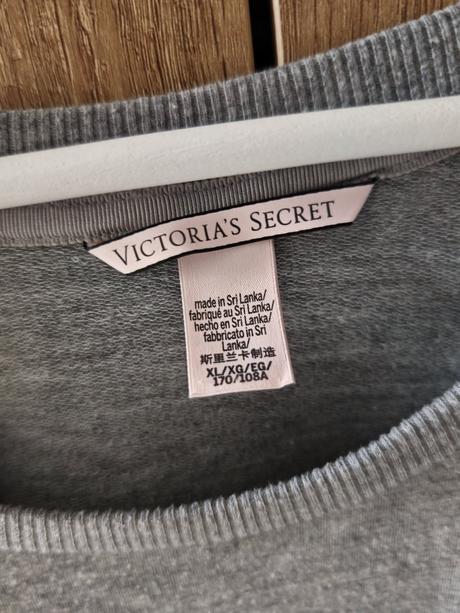 VICTORIA'S SECRET
made in Sri Lanka/
fabriqué au Sri Lanka/
hecho en Sri Lanka/
fabbricato in Sri
Lanka/
斯里兰卡制造
XL/XG/EG/
170/108A